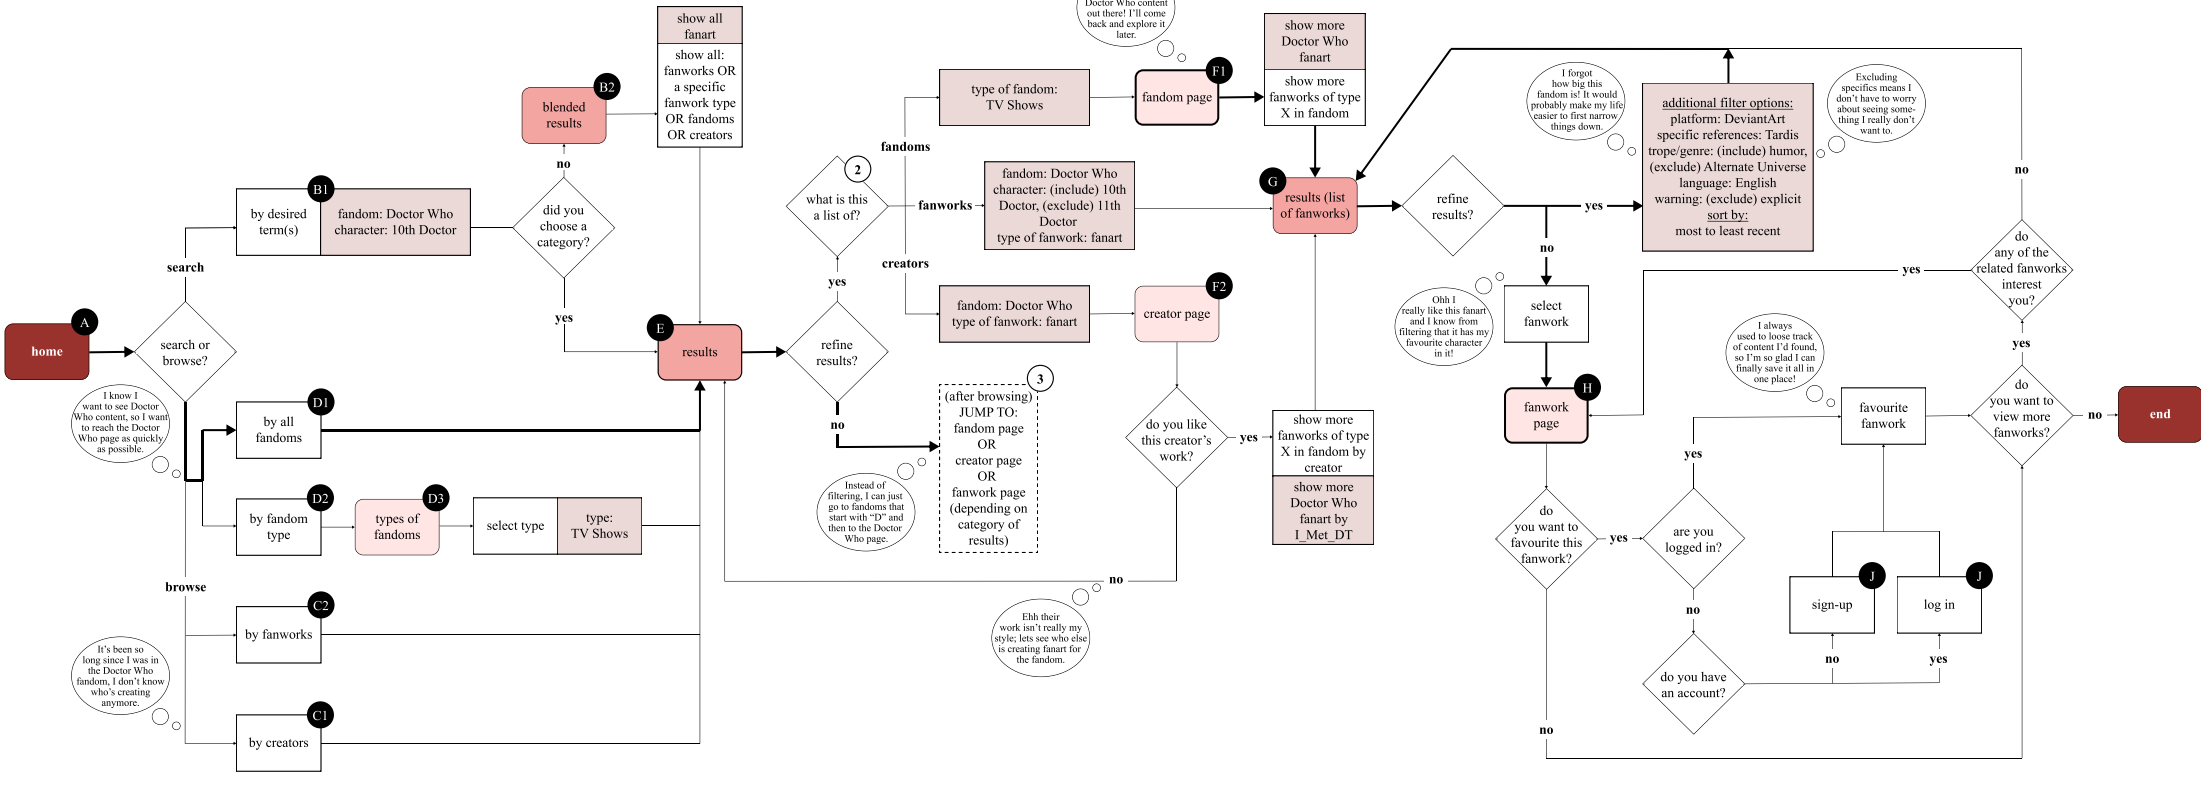 home
A
search or
browse?
search
browse
I know I
want to see Doctor
Who content, so I want
to reach the Doctor
Who page as quickly
as possible.
It's been so
long since I was in
the Doctor Who
fandom, I don't know
who's creating
anymore.
by desired
term(s)
B1
fandom: Doctor Who
character: 10th Doctor
did you
choose a
category?
no
yes
blended
results
B2
show all
fanart
show all:
fanworks OR
a specific
fanwork type
OR fandoms
OR creators
by all
fandoms
D1
by fandom
type
D2
types of
fandoms
D3
select type
type:
TV Shows
by fanworks
C2
by creators
C1
results
E
refine
results?
yes
no
what is this
a list of?
2
fandoms
fanworks
creators
(after browsing)
JUMP TO:
fandom page
OR
creator page
OR
fanwork page
(depending on
category of
results)
3
Instead of
filtering, I can just
go to fandoms that
start with “D” and
then to the Doctor
Who page.
type of fandom:
TV Shows
fandom page
F1
Doctor Who content
out there! I'll come
back and explore it
later.
show more
Doctor Who
fanart
show more
fanworks of type
X in fandom
fandom: Doctor Who
character: (include) 10th
Doctor, (exclude) 11th
Doctor
type of fanwork: fanart
fandom: Doctor Who
type of fanwork: fanart
creator page
F2
do you like
this creator's
work?
yes
no
Ehh their
work isn't really my
style; lets see who else
is creating fanart for
the fandom.
show more
fanworks of type
X in fandom by
creator
show more
Doctor Who
fanart by
I_Met_DT
results (list
of fanworks)
G
refine
results?
yes
no
I forgot
how big this
fandom is! It would
probably make my life
easier to first narrow
things down.
additional filter options:
platform: DeviantArt
specific references: Tardis
trope/genre: (include) humor,
(exclude) Alternate Universe
language: English
warning: (exclude) explicit
sort by:
most to least recent
Excluding
specifics means I
don't have to worry
about seeing some-
thing I really don't
want to.
select
fanwork
Ohh I
really like this fanart
and I know from
filtering that it has my
favourite character
in it!
fanwork
page
H
do
you want to
favourite this
fanwork?
yes
no
are you
logged in?
yes
no
do you have
an account?
no
yes
sign-up
J
log in
J
favourite
fanwork
I always
used to loose track
of content I'd found,
so I'm so glad I can
finally save it all in
one place!
do
you want to
view more
fanworks?
yes
no
do
any of the
related fanworks
interest
you?
yes
no
end